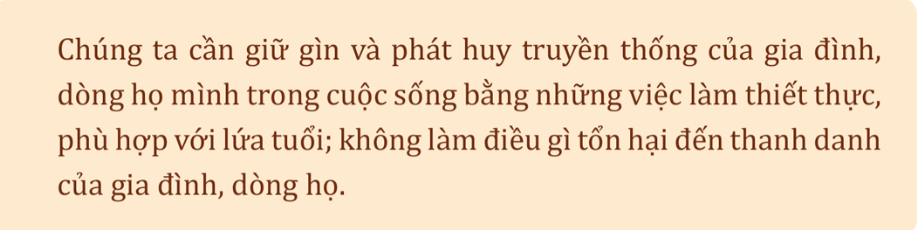 Chúng ta cần giữ gìn và phát huy truyền thống của gia đình,
dòng họ mình trong cuộc sống bằng những việc làm thiết thực,
phù hợp với lứa tuổi; không làm điều gì tổn hại đến thanh danh
của gia đình, dòng họ.